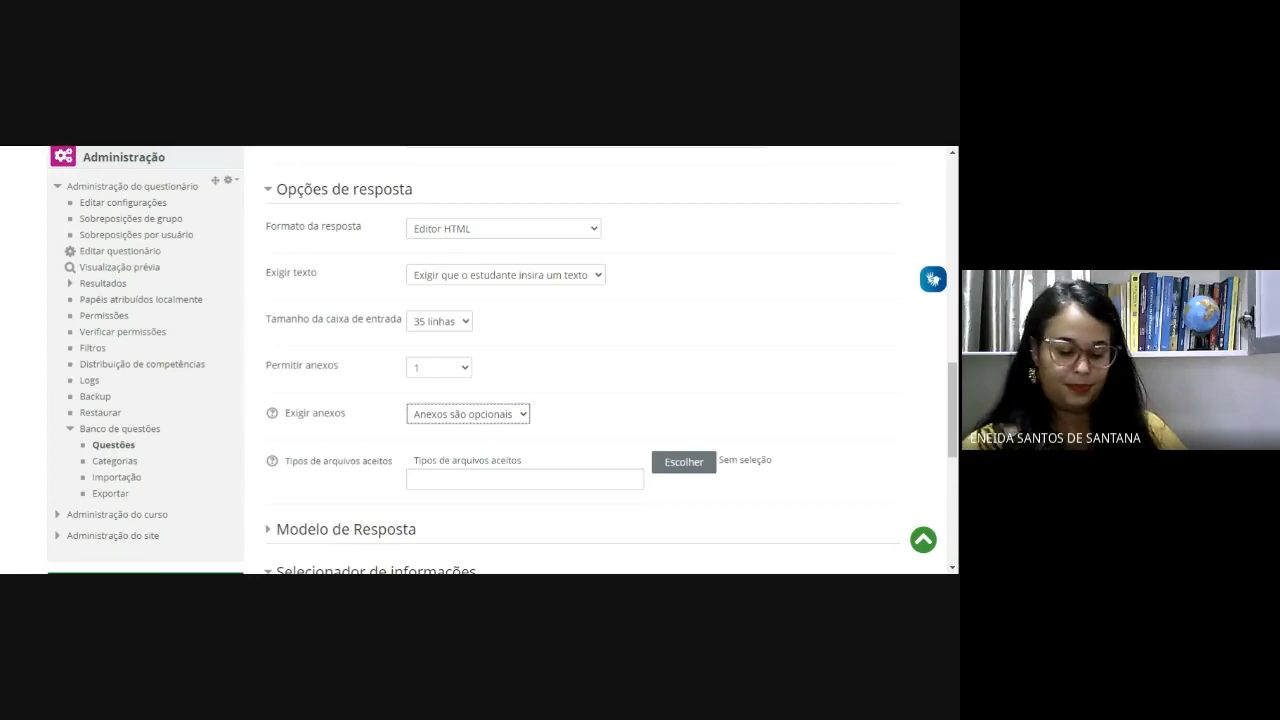 Administração
Administração do questionário
Editar configurações
Sobreposições de grupo
Sobreposições por usuário
Editar questionário
Visualização prévia
Resultados
Papéis atribuídos localmente
Permissões
Verificar permissões
Filtros
Distribuição de competências
Logs
Backup
Restaurar
Banco de questões
Questões
Categorias
Importação
Exportar
Administração do curso
Administração do site
Opções de resposta
Formato da resposta Editor HTML
Exigir texto Exigir que o estudante insira um texto
Tamanho da caixa de entrada 35 linhas
Permitir anexos 1
Exigir anexos Anexos são opcionais
Tipos de arquivos aceitos Tipos de arquivos aceitos Escolher Sem seleção
Modelo de Resposta
Selecionador de informações
ENEIDA SANTOS DE SANTANA